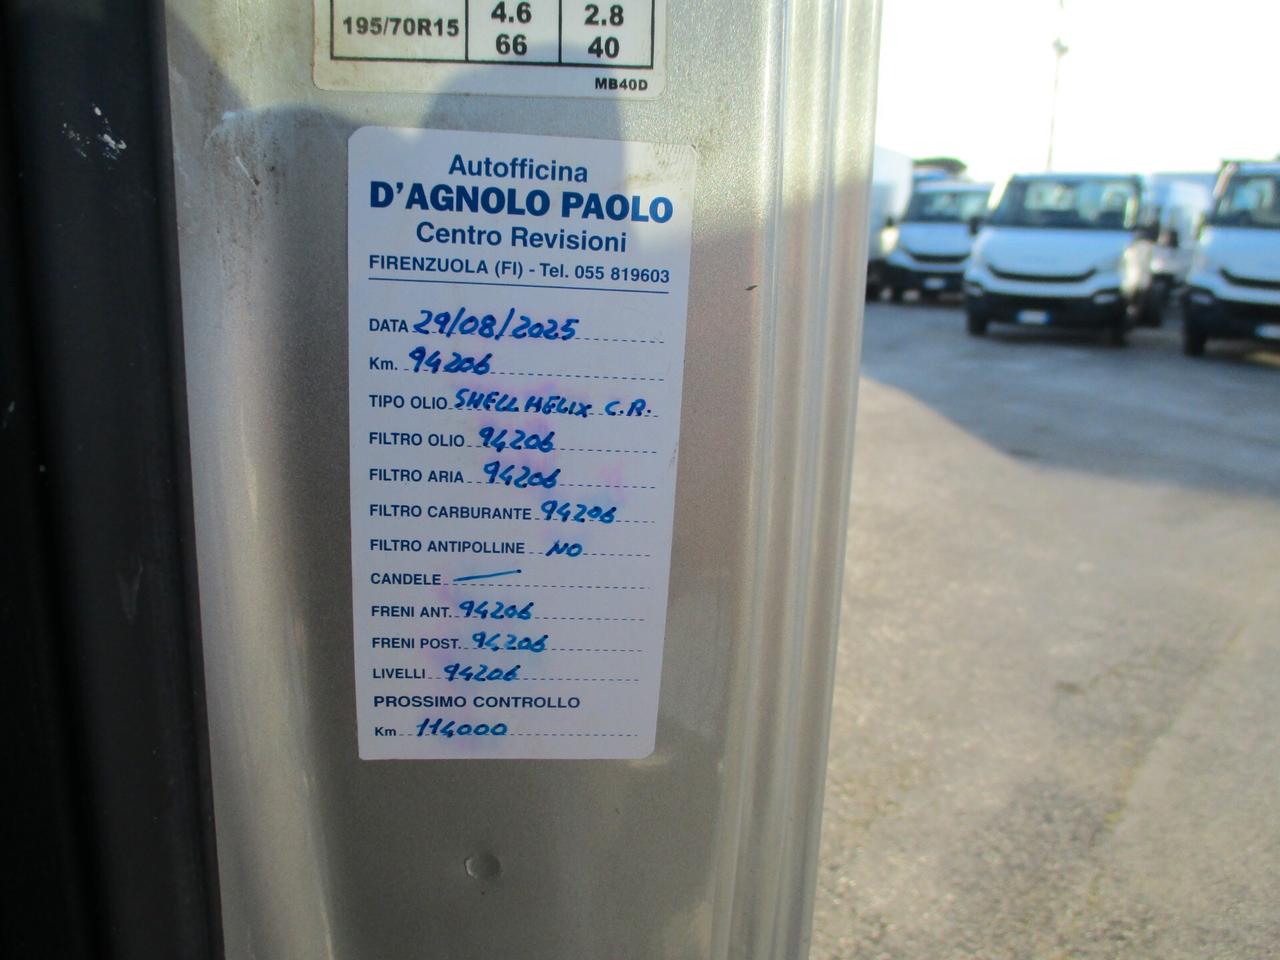 195/70R15 4.6 2.8
66 40
MB40D
Autofficina
D'AGNOLO PAOLO
Centro Revisioni
FIRENZUOLA (FI) - Tel. 055 819603
DATA 29/08/2025
Km. 94206
TIPO OLIO SHELL HELIX C.R.
FILTRO OLIO 94206
FILTRO ARIA 94206
FILTRO CARBURANTE 94206
FILTRO ANTIPOLLINE NO
CANDELE —
FRENI ANT. 94206
FRENI POST. 94206
LIVELLI 94206
PROSSIMO CONTROLLO
Km 114000